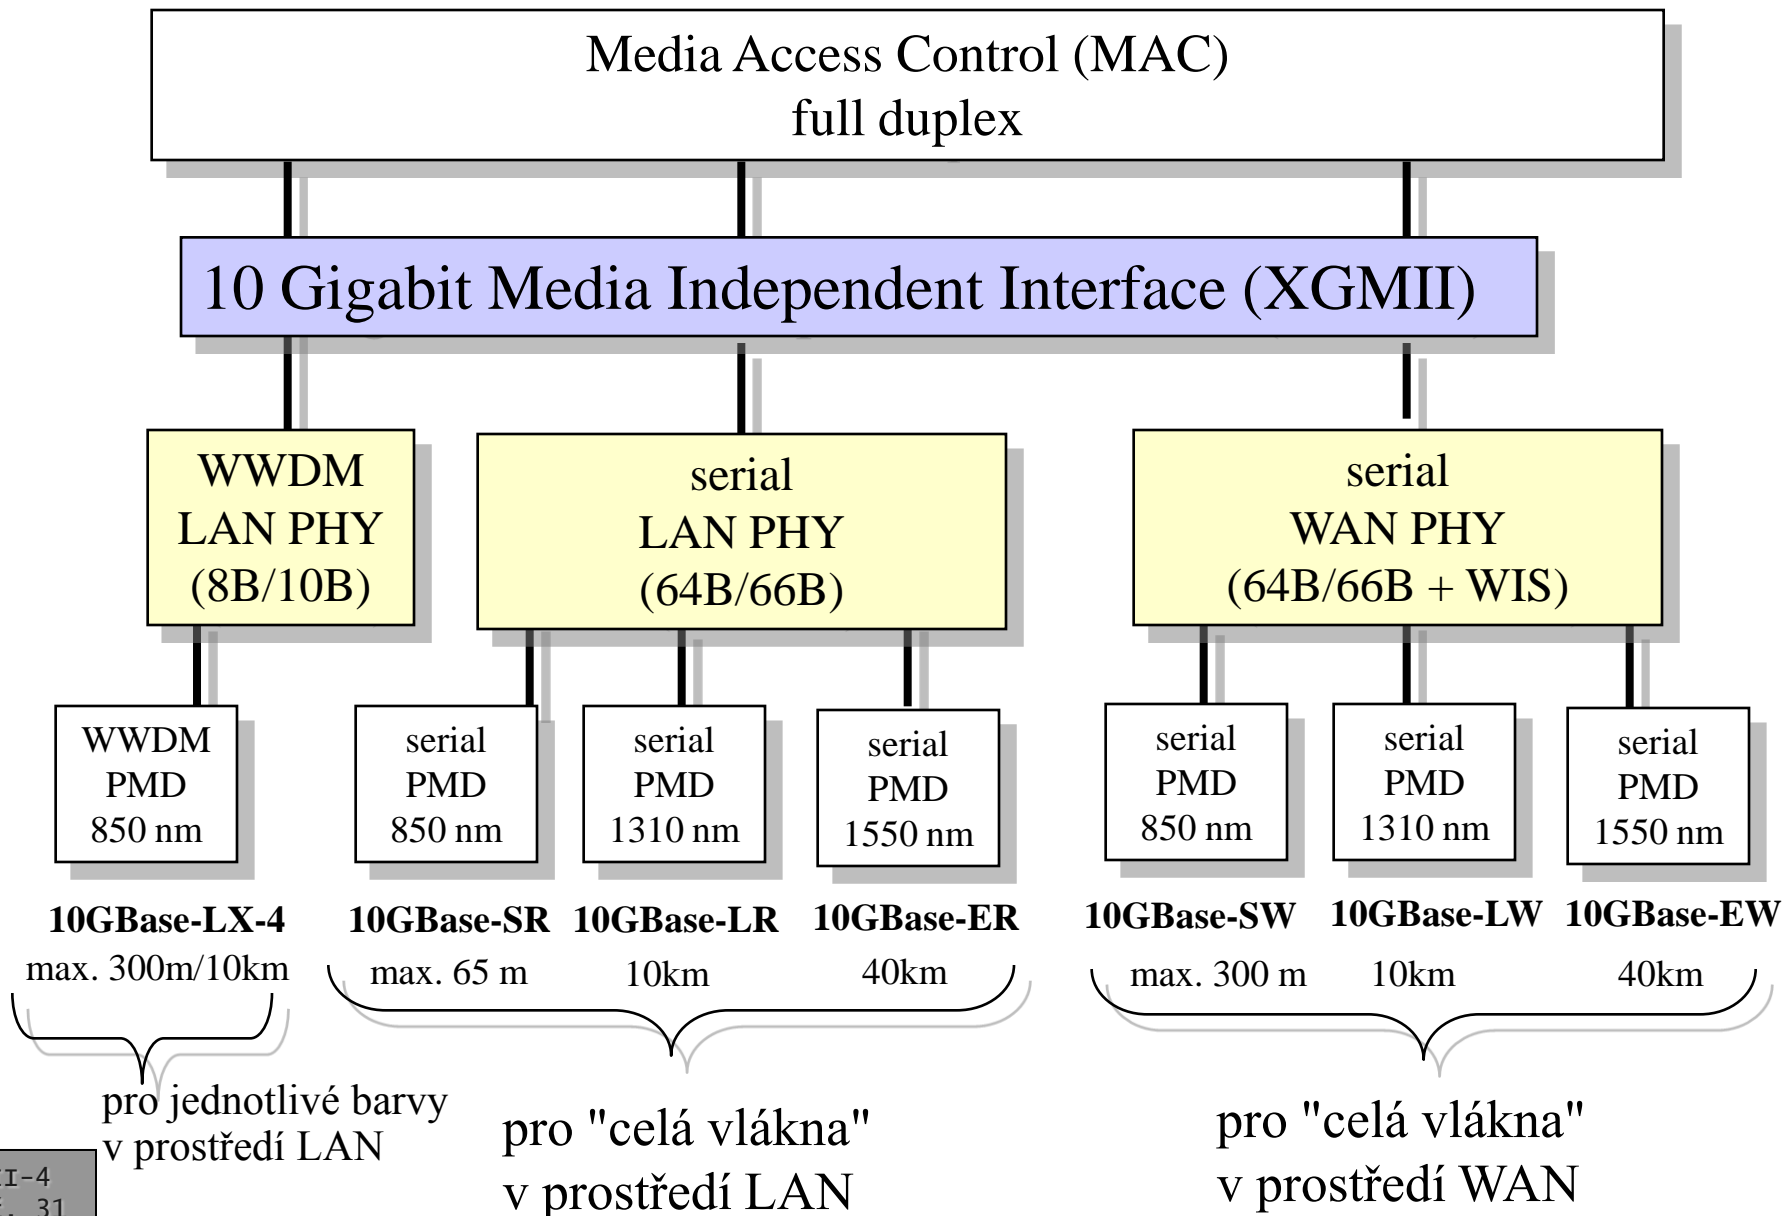 Media Access Control (MAC)
full duplex
10 Gigabit Media Independent Interface (XGMII)
WWDM
LAN PHY
(8B/10B)
serial
LAN PHY
(64B/66B)
serial
WAN PHY
(64B/66B + WIS)
WWDM
PMD
850 nm
serial
PMD
850 nm
serial
PMD
1310 nm
serial
PMD
1550 nm
serial
PMD
850 nm
serial
PMD
1310 nm
serial
PMD
1550 nm
10GBase-LX-4
10GBase-SR
10GBase-LR
10GBase-ER
10GBase-SW
10GBase-LW
10GBase-EW
max. 300m/10km
max. 65 m
10km
40km
max. 300 m
10km
40km
pro jednotlivé barvy
v prostředí LAN
pro "celá vlákna"
v prostředí LAN
pro "celá vlákna"
v prostředí WAN
I-4
31